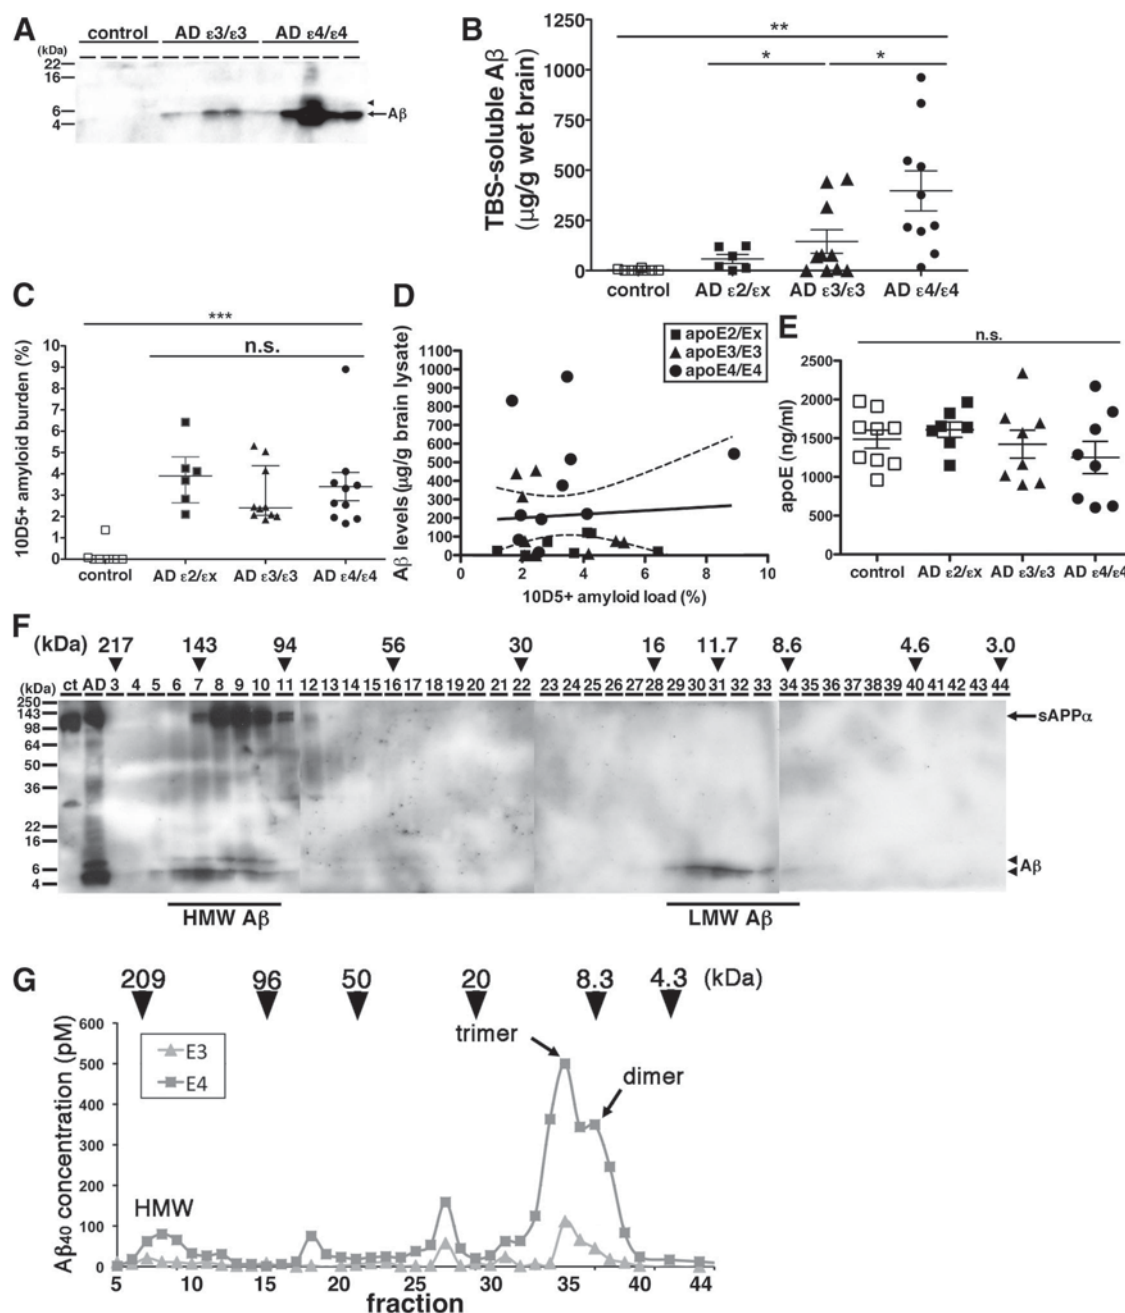 A
control AD ε3/ε3 AD ε4/ε4
(kDa)
22
16
6
4
Aβ
B
TBS-soluble Aβ
(μg/g wet brain)
1250
1000
750
500
250
0
**
* *
control AD ε2/εx AD ε3/ε3 AD ε4/ε4
C
10D5+ amyloid burden (%)
10
9
8
7
6
5
4
3
2
1
0
***
n.s.
control AD ε2/εx AD ε3/ε3 AD ε4/ε4
D
Aβ levels (μg/g brain lysate)
1100
1000
900
800
700
600
500
400
300
200
100
0
apoE2/Ex
apoE3/E3
apoE4/E4
0 2 4 6 8 10
10D5+ amyloid load (%)
E
n.s.
apoE (ng/ml)
2500
2000
1500
1000
500
0
control AD ε2/εx AD ε3/ε3 AD ε4/ε4
F
(kDa) 217 143 94 56 30 16 11.7 8.6 4.6 3.0
(kDa) ct AD 3 4 5 6 7 8 9 10 11 12 13 14 15 16 17 18 19 20 21 22 23 24 25 26 27 28 29 30 31 32 33 34 35 36 37 38 39 40 41 42 43 44
250
143
98
64
50
36
22
16
6
4
sAPPα
Aβ
HMW Aβ LMW Aβ
G
209 96 50 20 8.3 4.3 (kDa)
Aβ40 concentration (pM)
600
500
400
300
200
100
0
E3
E4
trimer
dimer
HMW
5 10 15 20 25 30 35 40 44
fraction